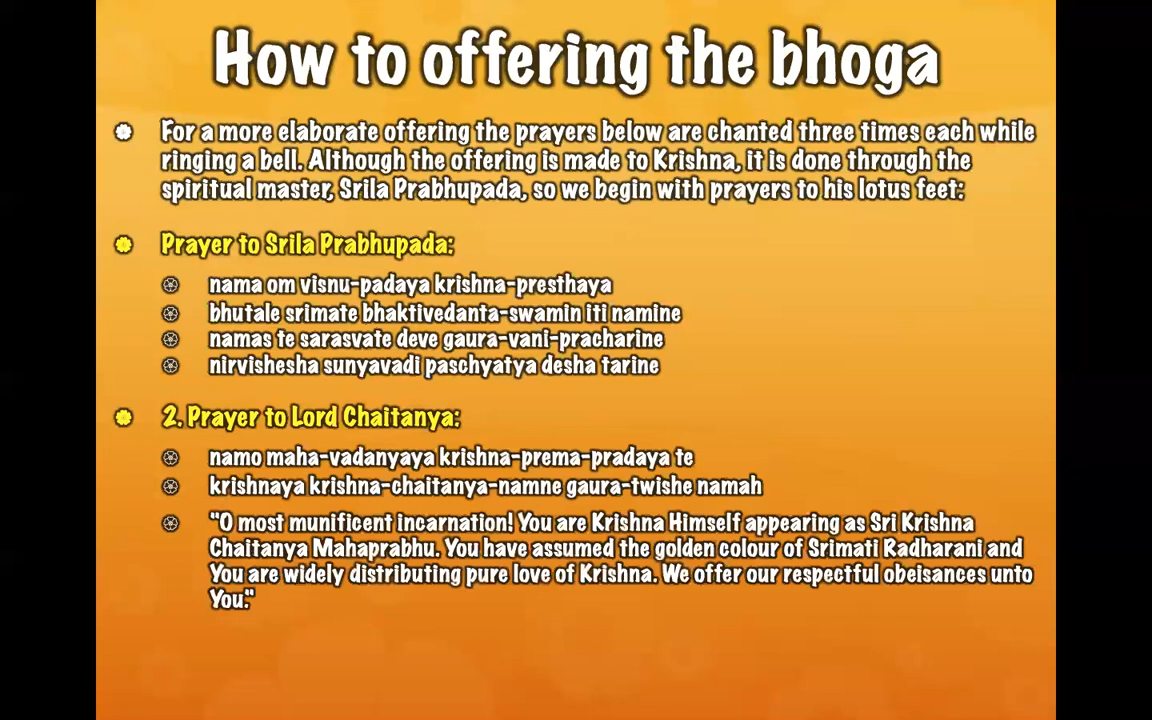 How to offering the bhoga
For a more elaborate offering the prayers below are chanted three times each while
ringing a bell. Although the offering is made to Krishna, it is done through the
spiritual master, Srila Prabhupada, so we begin with prayers to his lotus feet:
Prayer to Srila Prabhupada:
nama om visnu-padaya krishna-presthaya
bhutale srimate bhaktivedanta-swamin iti namine
namas te sarasvate deve gaura-vani-pracharine
nirvishesha sunyavadi paschyatya desha tarine
2. Prayer to Lord Chaitanya:
namo maha-vadanyaya krishna-prema-pradaya te
krishnaya krishna-chaitanya-namne gaura-twishe namah
"O most munificent incarnation! You are Krishna Himself appearing as Sri Krishna
Chaitanya Mahaprabhu. You have assumed the golden colour of Srimati Radharani and
You are widely distributing pure love of Krishna. We offer our respectful obeisances unto
You."